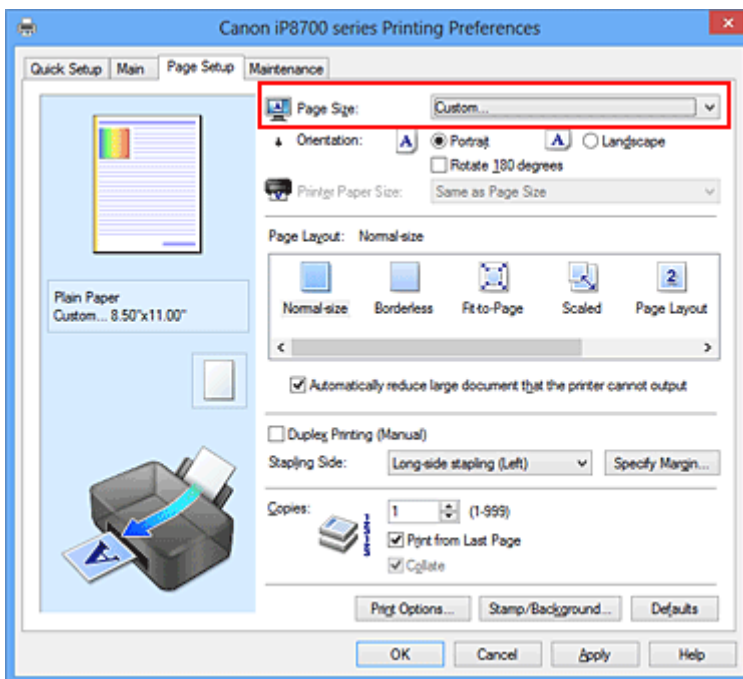 Canon iP8700 series Printing Preferences
Quick Setup Main Page Setup Maintenance
Page Size: Custom...
Orientation: A Portrait A Landscape
Rotate 180 degrees
Printer Paper Size: Same as Page Size
Page Layout: Normal-size
2
Normal-size Borderless Fit-to-Page Scaled Page Layout
Plain Paper
Custom... 8.50"x11.00"
Automatically reduce large document that the printer cannot output
Duplex Printing (Manual)
Stapling Side: Long-side stapling (Left) Specify Margin...
Copies: 1 (1-999)
Print from Last Page
Collate
A
Print Options... Stamp/Background... Defaults
OK Cancel Apply Help